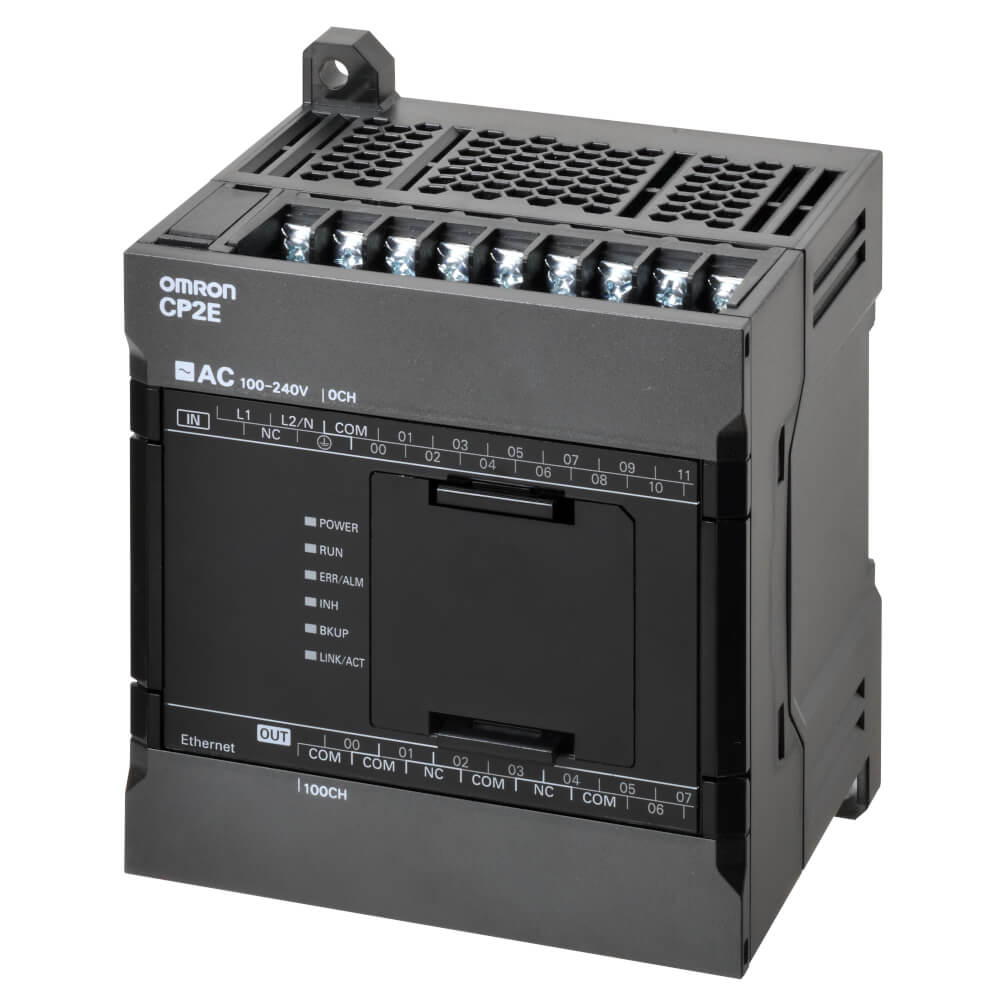 OMRON
CP2E
AC 100-240V 0CH
IN L1 L2/N COM 01 03 05 07 09 11
NC 00 02 04 06 08 10
POWER
RUN
ERR/ALM
INH
BKUP
LINK/ACT
Ethernet OUT 00 01 02 03 04 05 07
COM COM NC COM NC COM 06
100CH